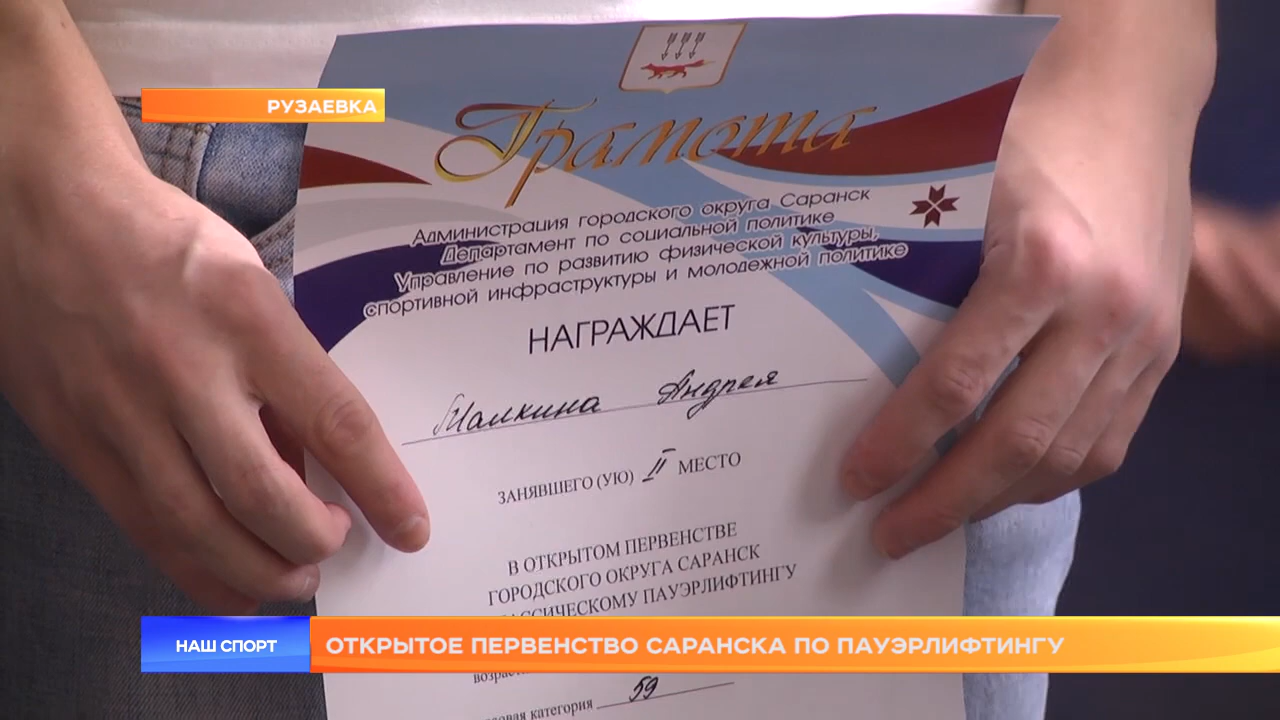 РУЗАЕВКА
Грамота
Администрация городского округа Саранск
Департамент по социальной политике
Управление по развитию физической культуры,
спортивной инфраструктуры и молодежной политике
НАГРАЖДАЕТ
Малкина Андрея
ЗАНЯВШЕГО (УЮ) II МЕСТО
В ОТКРЫТОМ ПЕРВЕНСТВЕ
ГОРОДСКОГО ОКРУГА САРАНСК
ПАУЭРЛИФТИНГУ
НАШ СПОРТ
ОТКРЫТОЕ ПЕРВЕНСТВО САРАНСКА ПО ПАУЭРЛИФТИНГУ
категория 59